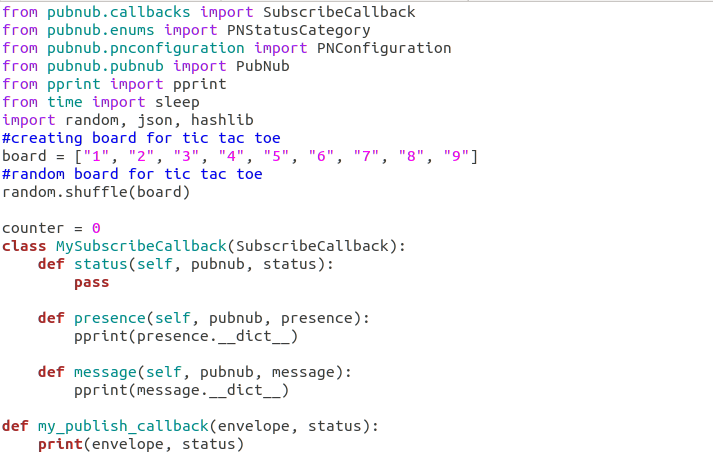 from pubnub.callbacks import SubscribeCallback
from pubnub.enums import PNStatusCategory
from pubnub.pnconfiguration import PNConfiguration
from pubnub.pubnub import PubNub
from pprint import pprint
from time import sleep
import random, json, hashlib
#creating board for tic tac toe
board = ["1", "2", "3", "4", "5", "6", "7", "8", "9"]
#random board for tic tac toe
random.shuffle(board)

counter = 0
class MySubscribeCallback(SubscribeCallback):
    def status(self, pubnub, status):
        pass

    def presence(self, pubnub, presence):
        pprint(presence.__dict__)

    def message(self, pubnub, message):
        pprint(message.__dict__)

def my_publish_callback(envelope, status):
    print(envelope, status)